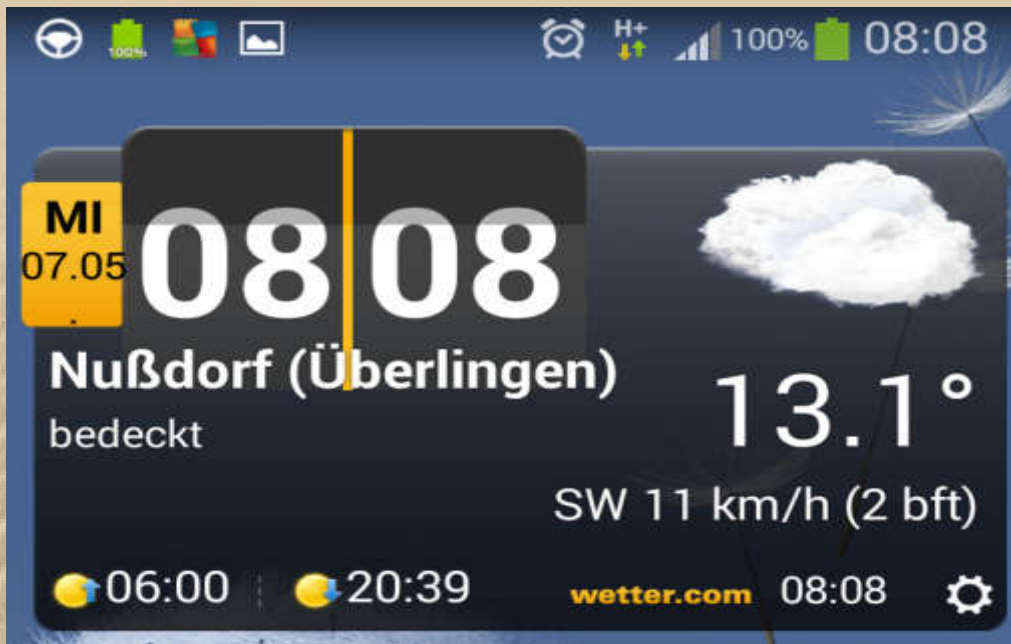 100% H+ 100% 08:08
MI
07.05
.
08 08
Nußdorf (Überlingen)
bedeckt
13.1°
SW 11 km/h (2 bft)
06:00 20:39 wetter.com 08:08